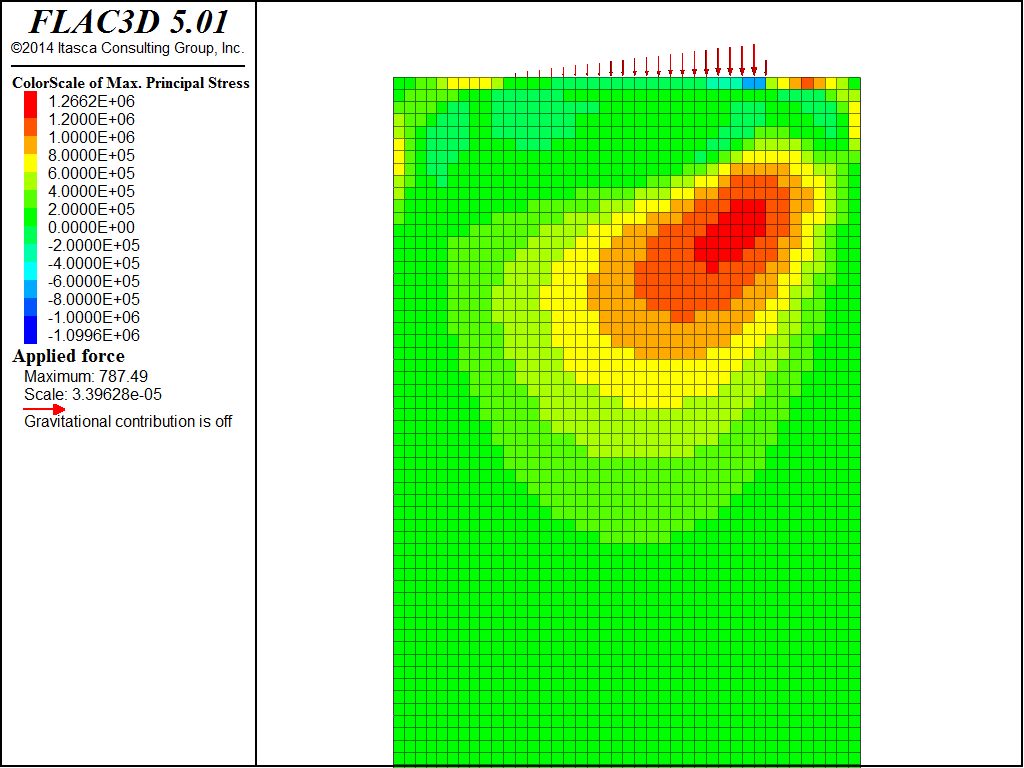 FLAC3D 5.01
©2014 Itasca Consulting Group, Inc.
ColorScale of Max. Principal Stress
1.2662E+06
1.2000E+06
1.0000E+06
8.0000E+05
6.0000E+05
4.0000E+05
2.0000E+05
0.0000E+00
-2.0000E+05
-4.0000E+05
-6.0000E+05
-8.0000E+05
-1.0000E+06
-1.0996E+06
Applied force
Maximum: 787.49
Scale: 3.39628e-05
Gravitational contribution is off